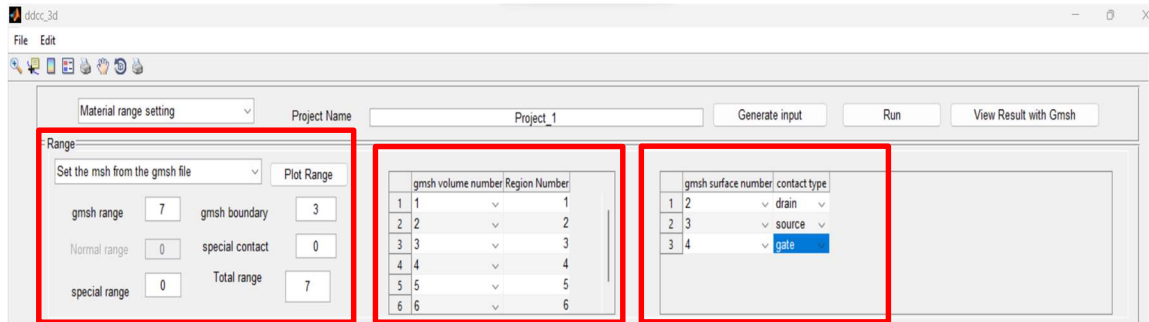 ddcc_3d
File Edit
Material range setting Project Name Project_1 Generate input Run View Result with Gmsh
Range
Set the msh from the gmsh file Plot Range
gmsh range 7 gmsh boundary 3
Normal range 0 special contact 0
special range 0 Total range 7
gmsh volume number Region Number
1 1 1
2 2 2
3 3 3
4 4 4
5 5 5
6 6 6
gmsh surface number contact type
1 2 drain
2 3 source
3 4 gate